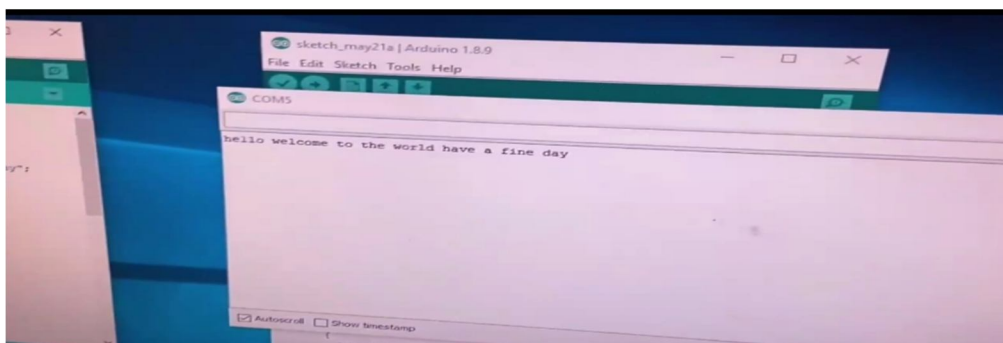 sketch_may21a | Arduino 1.8.9
File Edit Sketch Tools Help
COM5
hello welcome to the world have a fine day
Autoscroll Show timestamp